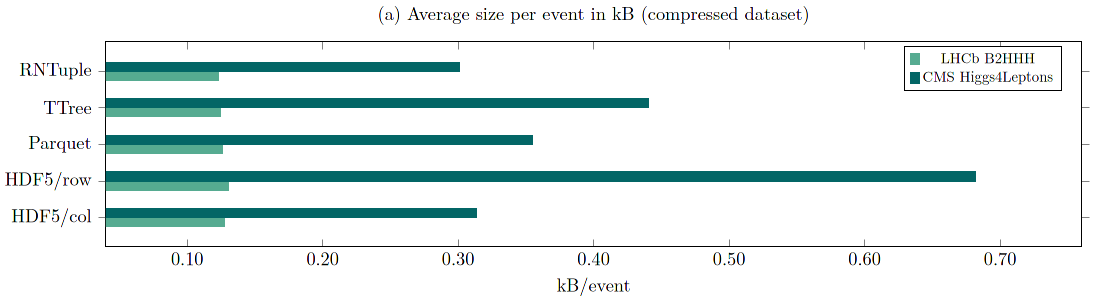 (a) Average size per event in kB (compressed dataset)
LHCb B2HHH
CMS Higgs4Leptons
RNTuple
TTree
Parquet
HDF5/row
HDF5/col
0.10 0.20 0.30 0.40 0.50 0.60 0.70
kB/event